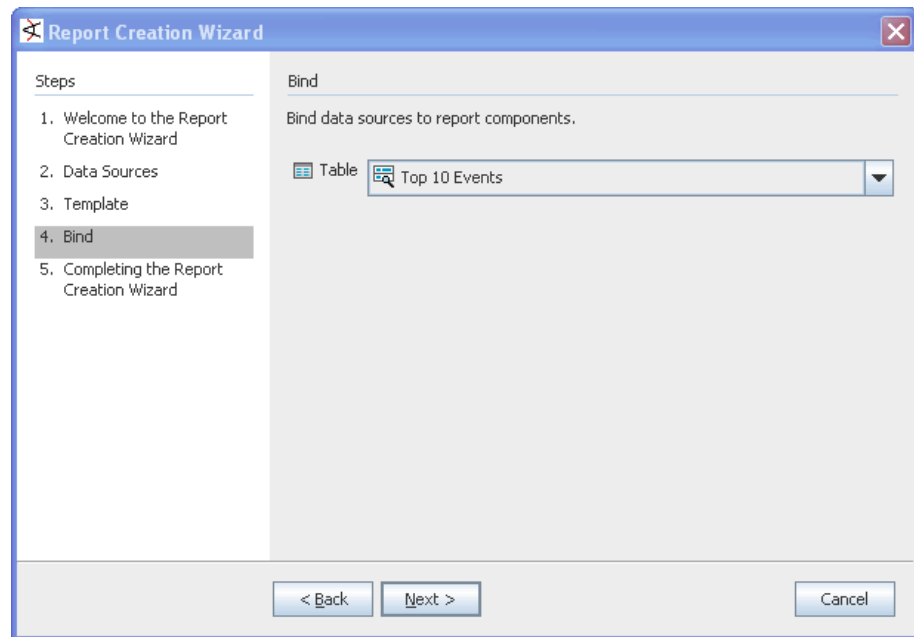 Report Creation Wizard
Steps
1. Welcome to the Report
Creation Wizard
2. Data Sources
3. Template
4. Bind
5. Completing the Report
Creation Wizard
Bind
Bind data sources to report components.
Table
Top 10 Events
< Back
Next >
Cancel